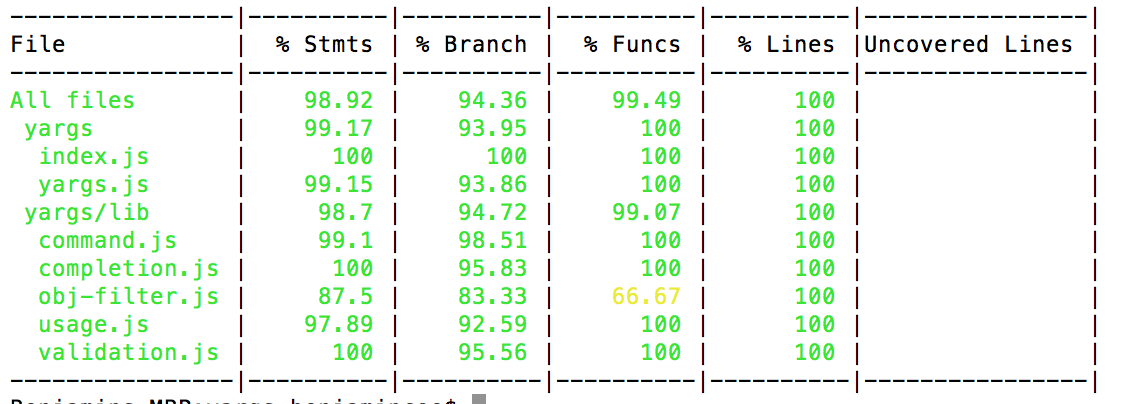 -----------------|----------|-----------|-----------|-----------|----------------|
File | % Stmts | % Branch | % Funcs | % Lines |Uncovered Lines |
-----------------|----------|-----------|-----------|-----------|----------------|
All files | 98.92 | 94.36 | 99.49 | 100 | |
yargs | 99.17 | 93.95 | 100 | 100 | |
index.js | 100 | 100 | 100 | 100 | |
yargs.js | 99.15 | 93.86 | 100 | 100 | |
yargs/lib | 98.7 | 94.72 | 99.07 | 100 | |
command.js | 99.1 | 98.51 | 100 | 100 | |
completion.js | 100 | 95.83 | 100 | 100 | |
obj-filter.js | 87.5 | 83.33 | 66.67 | 100 | |
usage.js | 97.89 | 92.59 | 100 | 100 | |
validation.js | 100 | 95.56 | 100 | 100 | |
-----------------|----------|-----------|-----------|-----------|----------------|